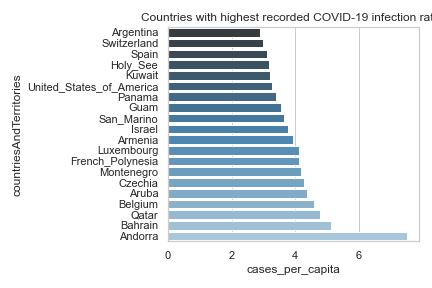 Countries with highest recorded COVID-19 infection rat
countriesAndTerritories
Argentina
Switzerland
Spain
Holy_See
Kuwait
United_States_of_America
Panama
Guam
San_Marino
Israel
Armenia
Luxembourg
French_Polynesia
Montenegro
Czechia
Aruba
Belgium
Qatar
Bahrain
Andorra
0 2 4 6
cases_per_capita